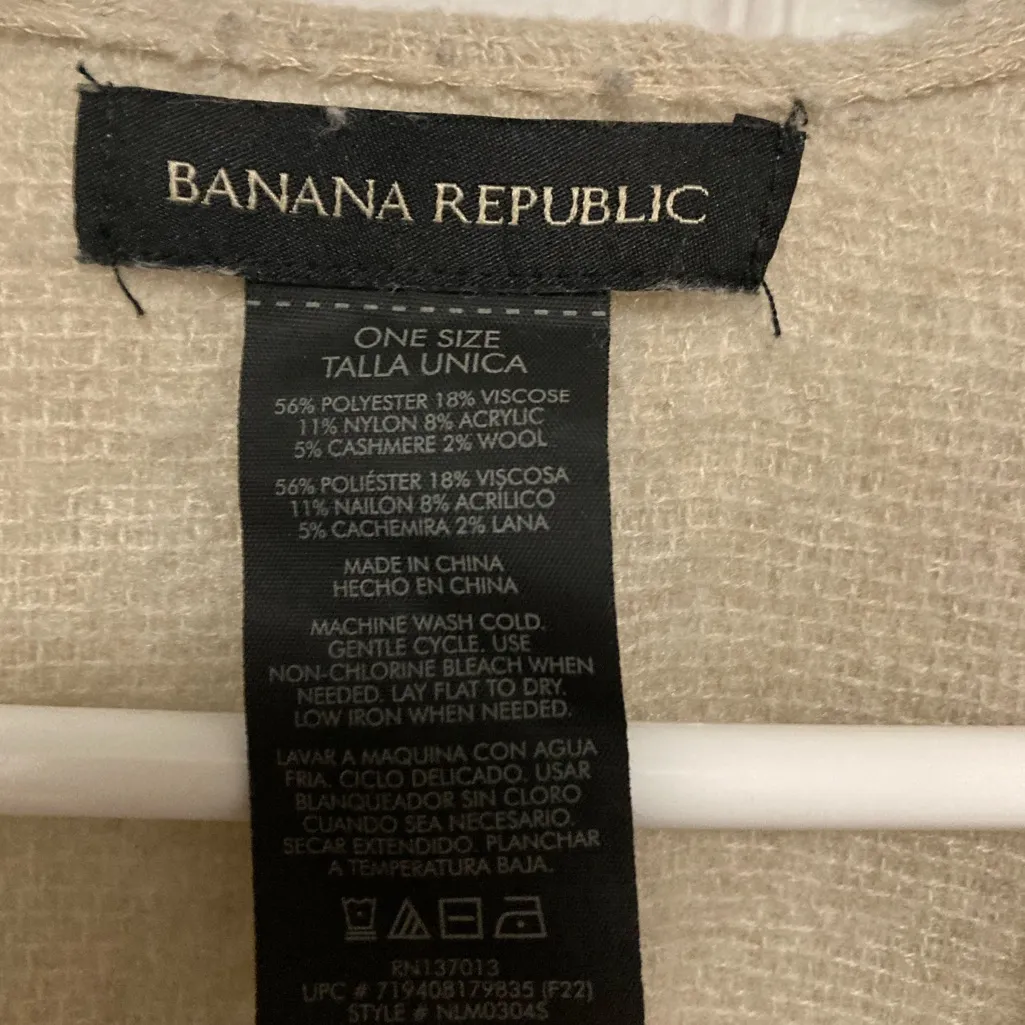 BANANA REPUBLIC
ONE SIZE
TALLA UNICA
56% POLYESTER 18% VISCOSE
11% NYLON 8% ACRYLIC
5% CASHMERE 2% WOOL
56% POLIÉSTER 18% VISCOSA
11% NAILON 8% ACRÍLICO
5% CACHEMIRA 2% LANA
MADE IN CHINA
HECHO EN CHINA
MACHINE WASH COLD.
GENTLE CYCLE. USE
NON-CHLORINE BLEACH WHEN
NEEDED. LAY FLAT TO DRY.
LOW IRON WHEN NEEDED.
LAVAR A MAQUINA CON AGUA
FRIA. CICLO DELICADO. USAR
BLANQUEADOR SIN CLORO
CUANDO SEA NECESARIO.
SECAR EXTENDIDO. PLANCHAR
A TEMPERATURA BAJA.
RN137013
UPC # 719408179835 (F22)
STYLE # NLM0304S